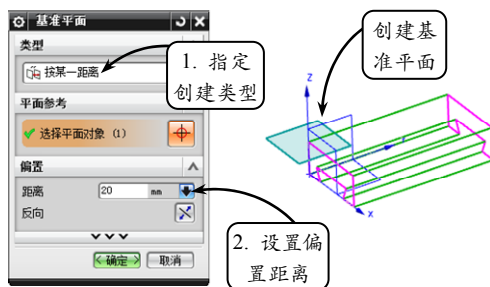 基准平面
类型
按某一距离
平面参考
选择平面对象 (1)
偏置
距离
20 mm
反向
< 确定 >
取消
1. 指定
创建类型
2. 设置偏
置距离
创建基
准平面
Z
X